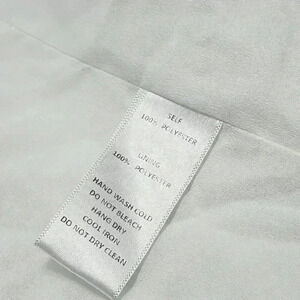 SELF
100% POLYESTER
LINING
100% POLYESTER
HAND WASH COLD
DO NOT BLEACH
HANG DRY
COOL IRON
DO NOT DRY CLEAN